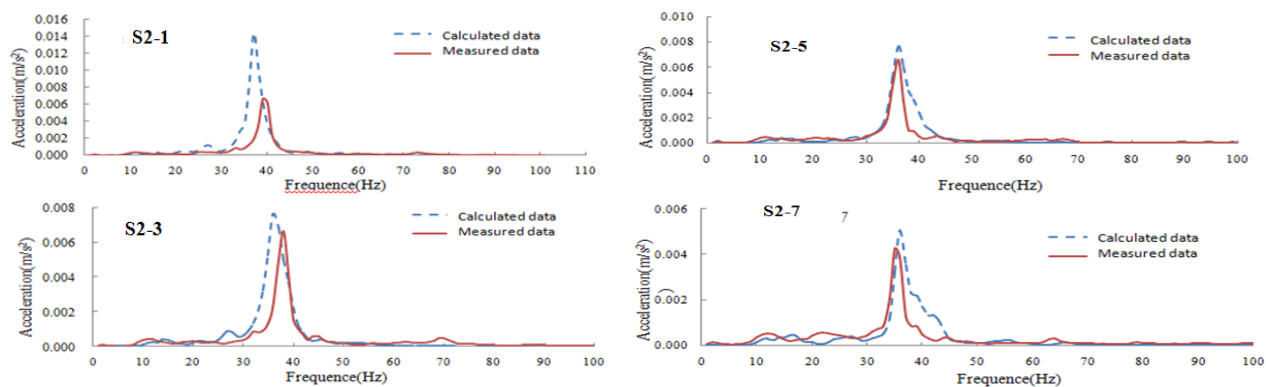 S2-1
Calculated data
Measured data
Acceleration(m/s²)
0.016
0.014
0.012
0.010
0.008
0.006
0.004
0.002
0.000
0 10 20 30 40 50 60 70 80 90 100 110
Frequence(Hz)
S2-5
Calculated data
Measured data
Acceleration(m/s²)
0.010
0.008
0.006
0.004
0.002
0.000
0 10 20 30 40 50 60 70 80 90 100
Frequence(Hz)
S2-3
Calculated data
Measured data
Acceleration(m/s²)
0.008
0.006
0.004
0.002
0.000
0 10 20 30 40 50 60 70 80 90 100
Frequence(Hz)
S2-7 7
Calculated data
Measured data
Acceleration(m/s²)
)
0.006
0.004
0.002
0.000
0 10 20 30 40 50 60 70 80 90 100
Frequence(Hz)